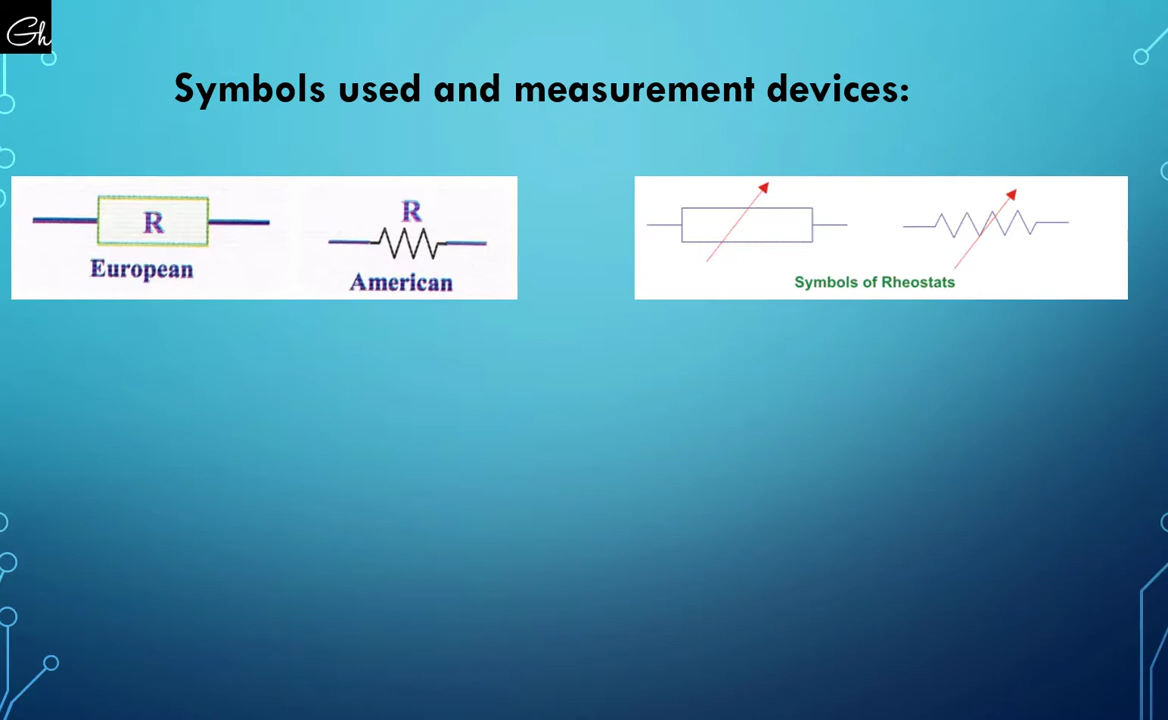 Gh
Symbols used and measurement devices:
R
European
R
American
Symbols of Rheostats